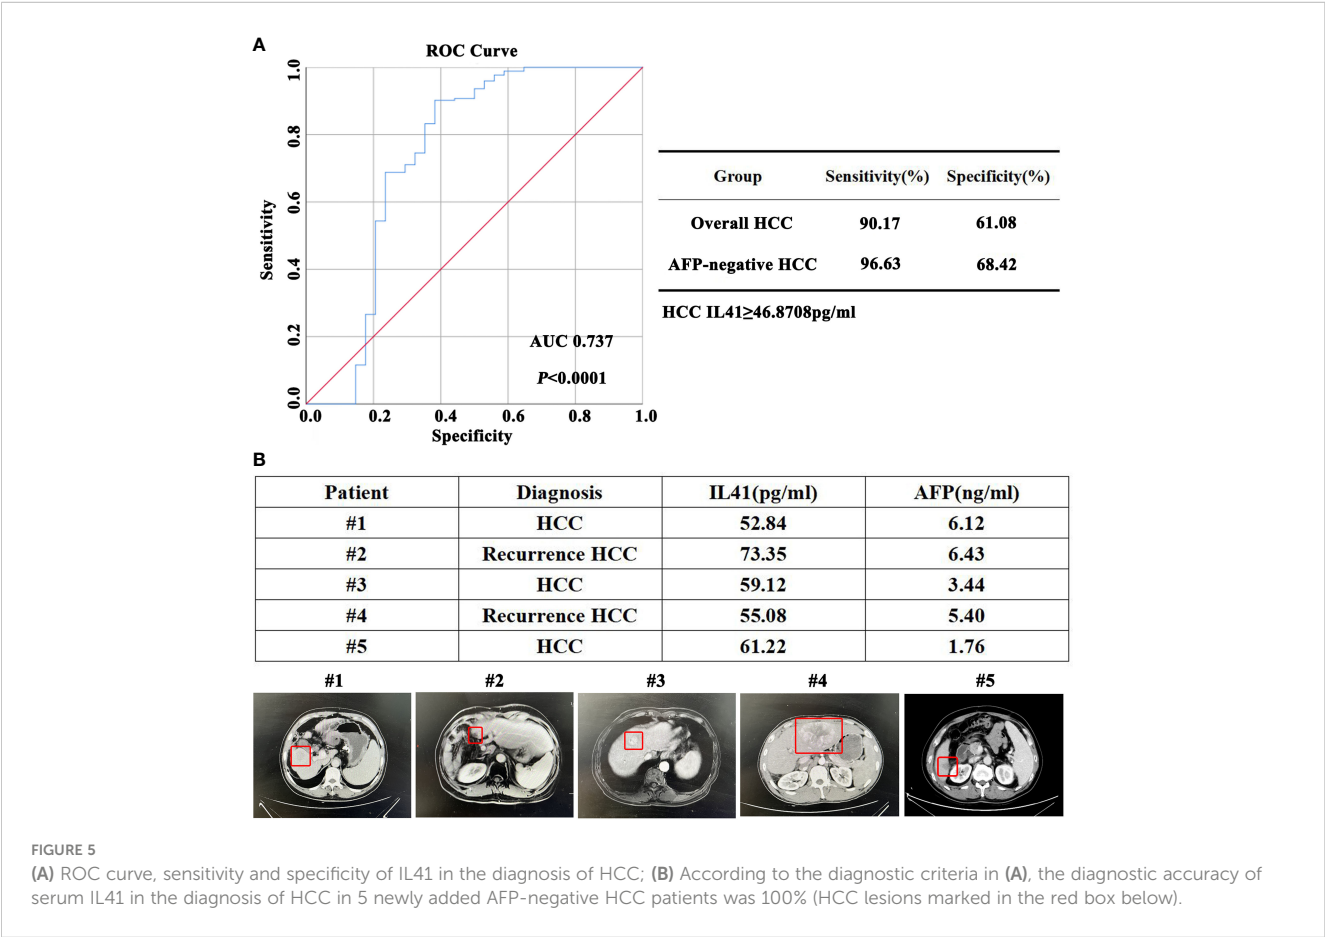 A
ROC Curve
1.0
0.8
0.6
0.4
0.2
0.0
Sensitivity
0.0 0.2 0.4 0.6 0.8 1.0
Specificity
AUC 0.737
P<0.0001
Group Sensitivity(%) Specificity(%)
Overall HCC 90.17 61.08
AFP-negative HCC 96.63 68.42
HCC IL41≥46.8708pg/ml
B
Patient Diagnosis IL41(pg/ml) AFP(ng/ml)
#1 HCC 52.84 6.12
#2 Recurrence HCC 73.35 6.43
#3 HCC 59.12 3.44
#4 Recurrence HCC 55.08 5.40
#5 HCC 61.22 1.76
#1 #2 #3 #4 #5
FIGURE 5
(A) ROC curve, sensitivity and specificity of IL41 in the diagnosis of HCC; (B) According to the diagnostic criteria in (A), the diagnostic accuracy of
serum IL41 in the diagnosis of HCC in 5 newly added AFP-negative HCC patients was 100% (HCC lesions marked in the red box below).